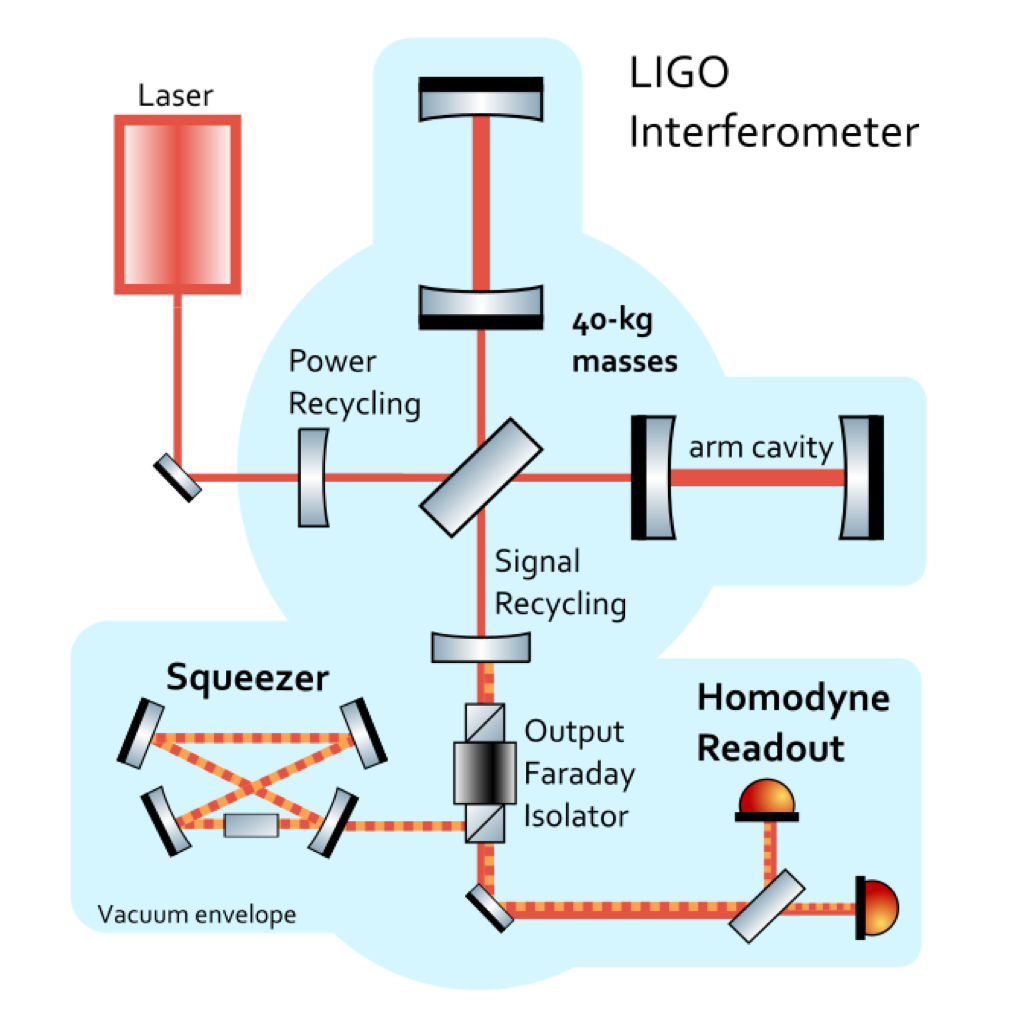 LIGO
Interferometer
Laser
40-kg
masses
Power
Recycling
arm cavity
Signal
Recycling
Squeezer
Homodyne
Readout
Output
Faraday
Isolator
Vacuum envelope